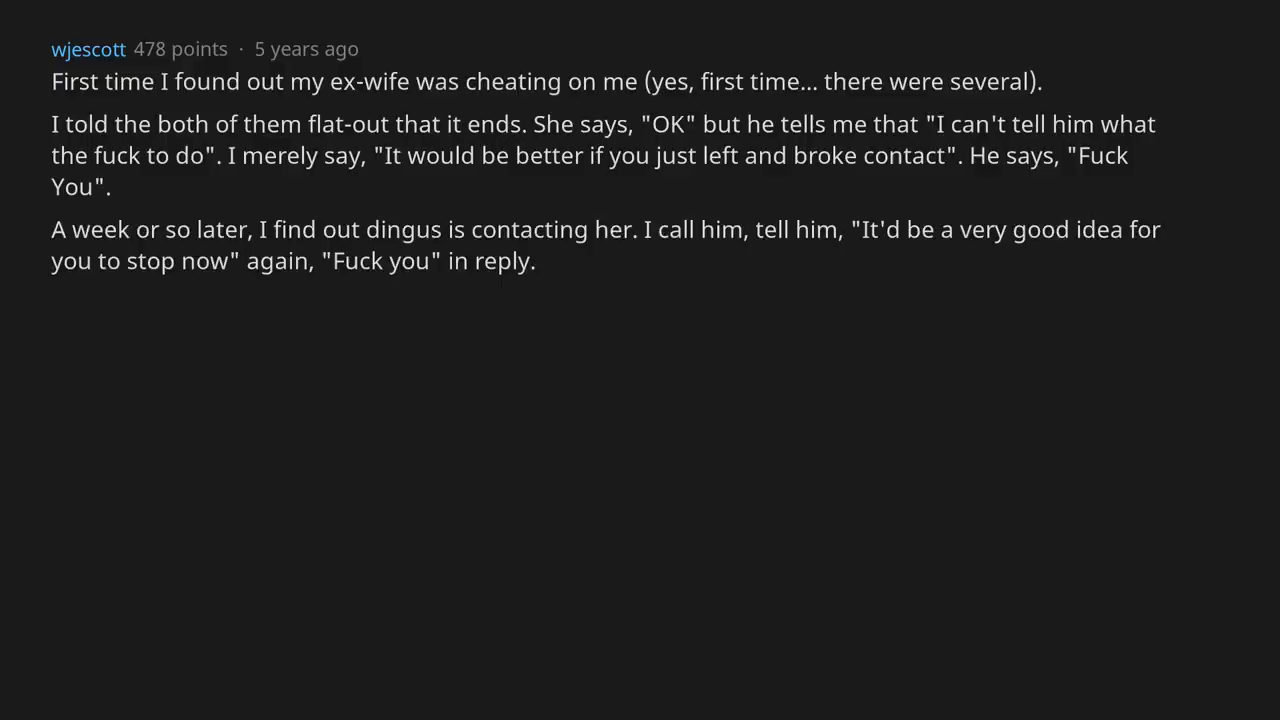 wjescott 478 points · 5 years ago
First time I found out my ex-wife was cheating on me (yes, first time... there were several).
I told the both of them flat-out that it ends. She says, "OK" but he tells me that "I can't tell him what
the fuck to do". I merely say, "It would be better if you just left and broke contact". He says, "Fuck
You".
A week or so later, I find out dingus is contacting her. I call him, tell him, "It'd be a very good idea for
you to stop now" again, "Fuck you" in reply.